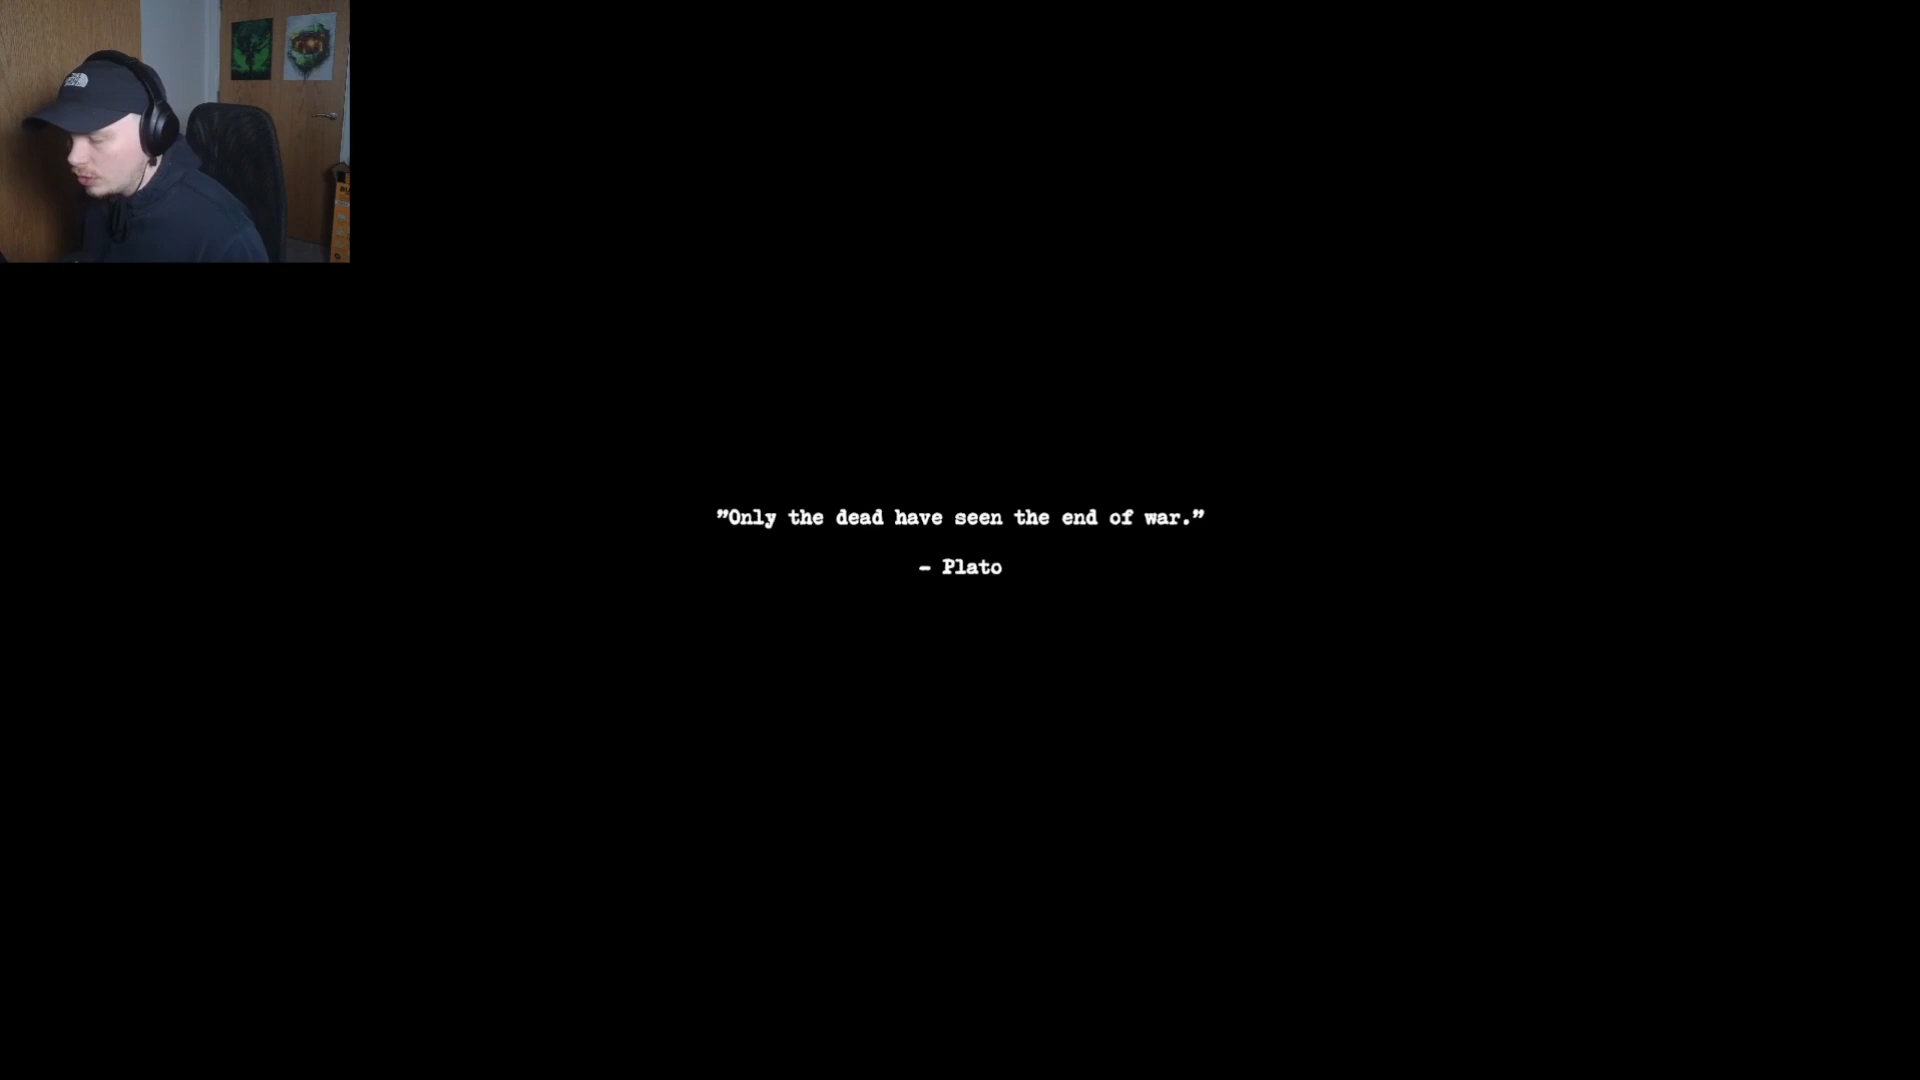 "Only the dead have seen the end of war."
- Plato